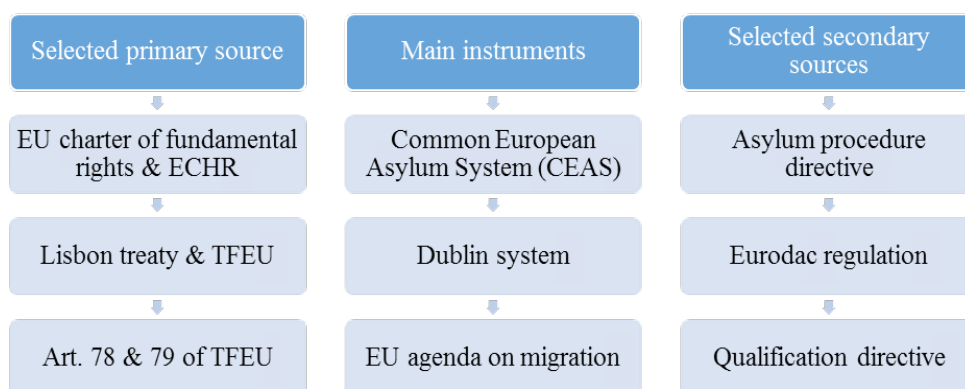 Selected primary source
EU charter of fundamental
rights & ECHR
Lisbon treaty & TFEU
Art. 78 & 79 of TFEU
Main instruments
Common European
Asylum System (CEAS)
Dublin system
EU agenda on migration
Selected secondary
sources
Asylum procedure
directive
Eurodac regulation
Qualification directive